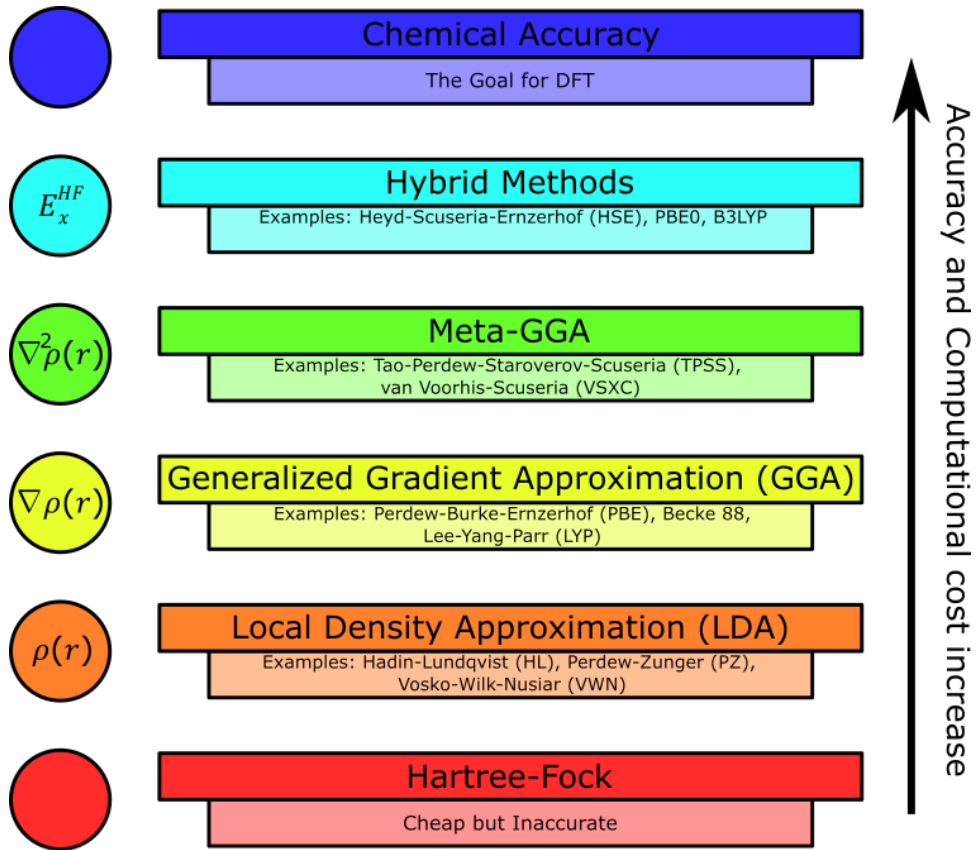 Chemical Accuracy
The Goal for DFT
E_x^{HF}
Hybrid Methods
Examples: Heyd-Scuseria-Ernzerhof (HSE), PBE0, B3LYP
∇²ρ(r)
Meta-GGA
Examples: Tao-Perdew-Staroverov-Scuseria (TPSS),
van Voorhis-Scuseria (VSXC)
∇ρ(r)
Generalized Gradient Approximation (GGA)
Examples: Perdew-Burke-Ernzerhof (PBE), Becke 88,
Lee-Yang-Parr (LYP)
ρ(r)
Local Density Approximation (LDA)
Examples: Hadin-Lundqvist (HL), Perdew-Zunger (PZ),
Vosko-Wilk-Nusiar (VWN)
Hartree-Fock
Cheap but Inaccurate
Accuracy and Computational cost increase